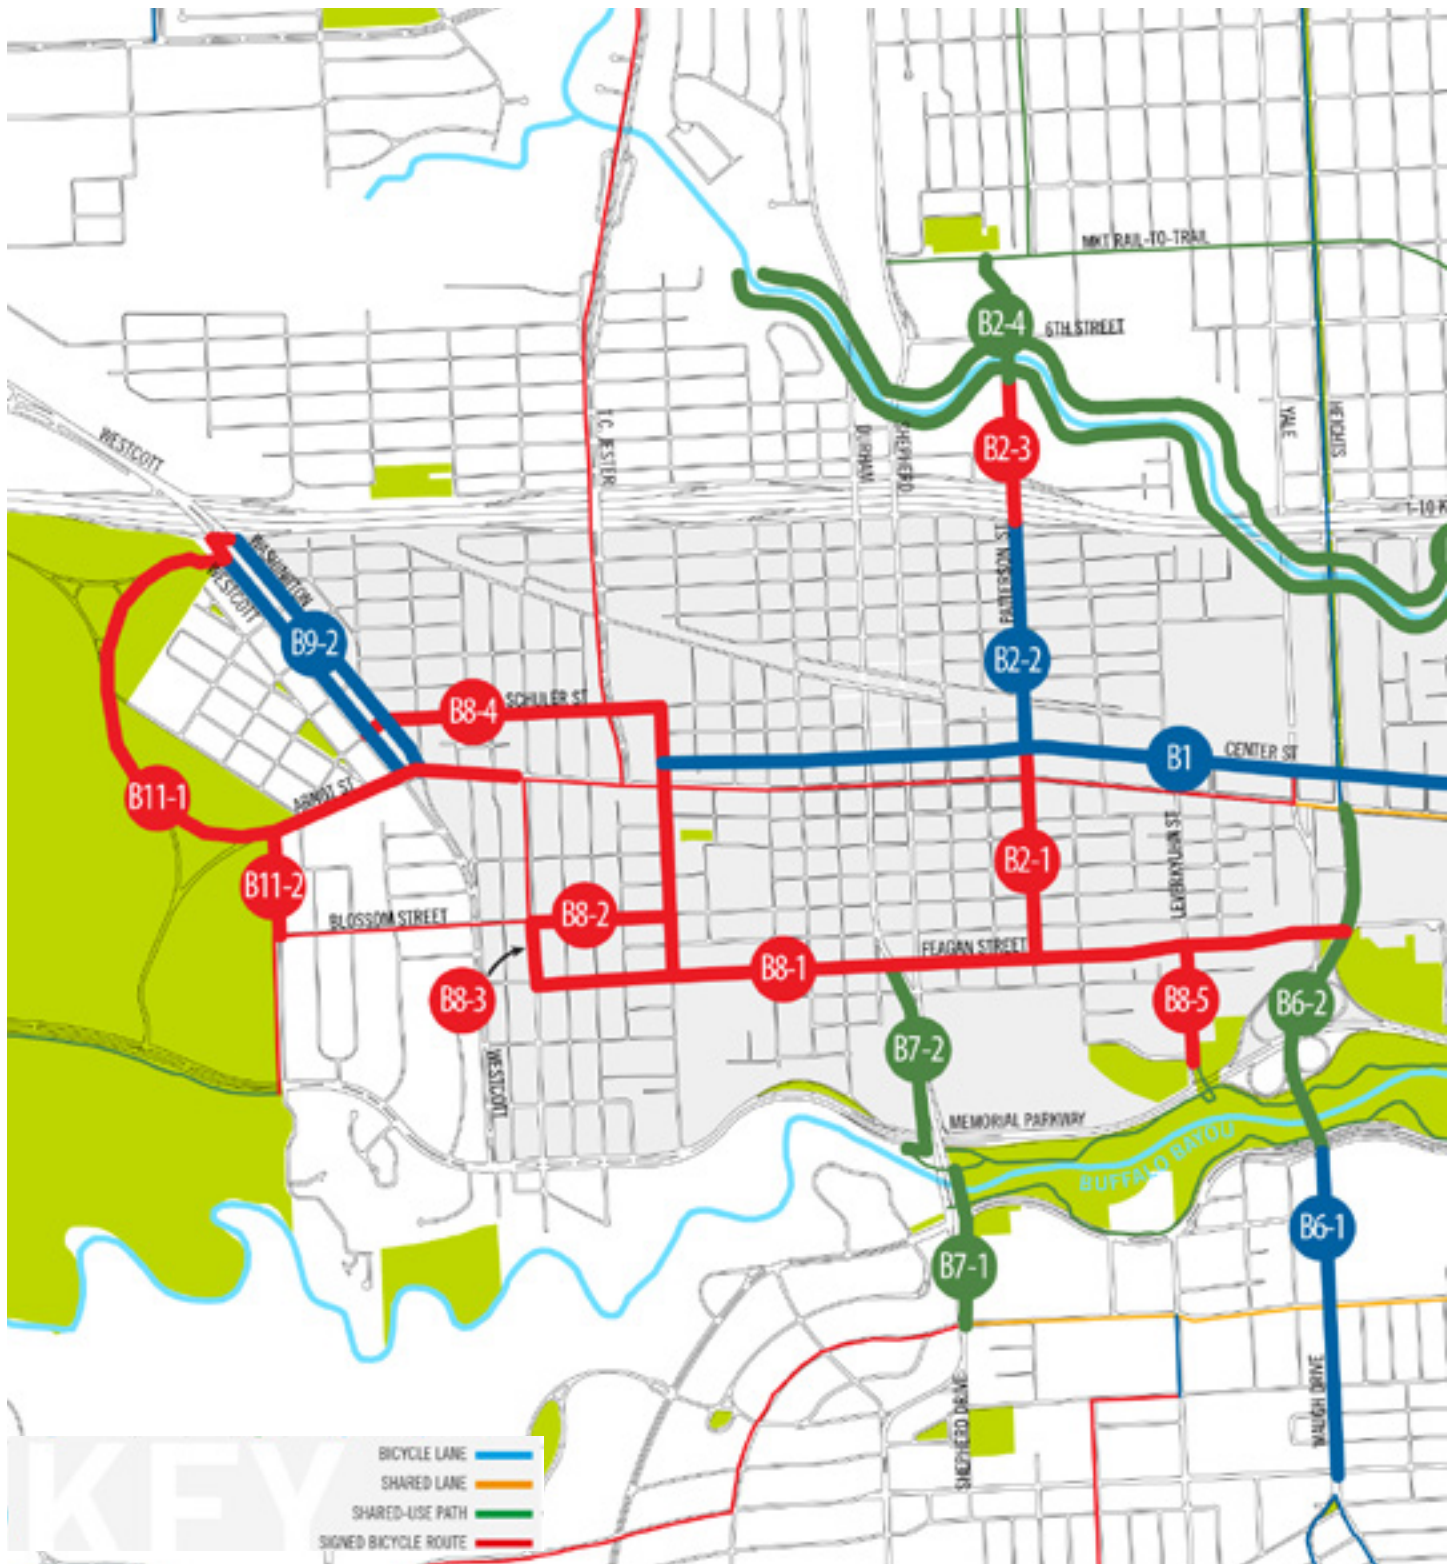 MKT RAIL-TO-TRAIL
B2-4
6TH STREET
WESTCOTT
T.C. JESTER
DURHAM
SHEPHERD
YALE
HEIGHTS
B2-3
I-10 K
WASHINGTON
WESTCOTT
PATTERSON ST
B9-2
B2-2
SCHULER ST
B8-4
CENTER ST
B1
B11-1
ARNOT ST
B2-1
B11-2
BLOSSOM STREET
B8-2
FEAGAN STREET
B8-1
B8-3
B8-5
B6-2
WESTCOTT
B7-2
MEMORIAL PARKWAY
BUFFALO BAYOU
B6-1
B7-1
SHEPHERD DRIVE
WAUGH DRIVE
KEY
BICYCLE LANE
SHARED LANE
SHARED-USE PATH
SIGNED BICYCLE ROUTE